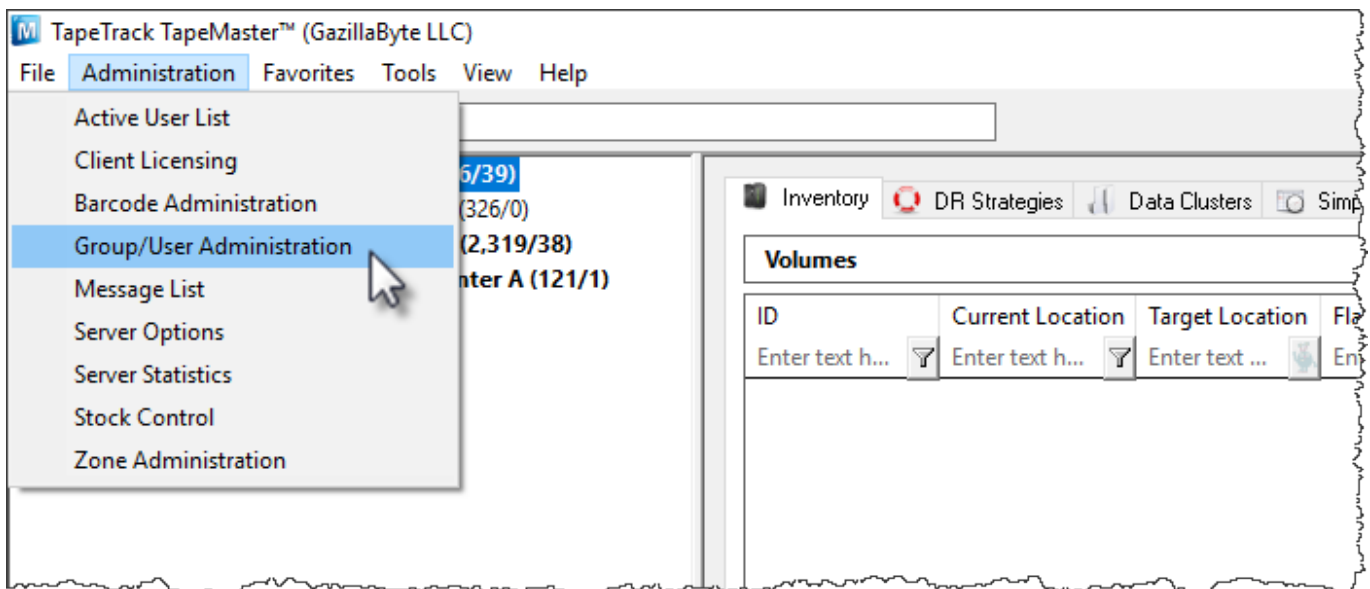 TapeTrack TapeMaster™ (GazillaByte LLC)
File Administration Favorites Tools View Help
Active User List
Client Licensing
Barcode Administration
Group/User Administration
Message List
Server Options
Server Statistics
Stock Control
Zone Administration
6/39)
(326/0)
(2,319/38)
nter A (121/1)
Inventory DR Strategies Data Clusters Simp
Volumes
ID Current Location Target Location Fla
Enter text h... Enter text h... Enter text ... En